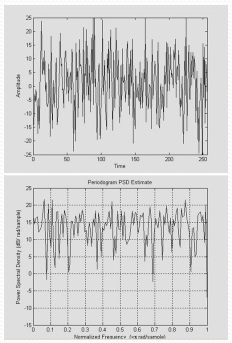 25
20
15
10
5
0
-5
-10
-15
-20
-25
Amplitude
0 50 100 150 200 250
Time
Periodogram PSD Estimate
25
20
15
10
5
0
-5
-10
-15
Power Spectral Density (dB/ rad/sample)
0 0.1 0.2 0.3 0.4 0.5 0.6 0.7 0.8 0.9 1
Normalized Frequency (×π rad/sample)